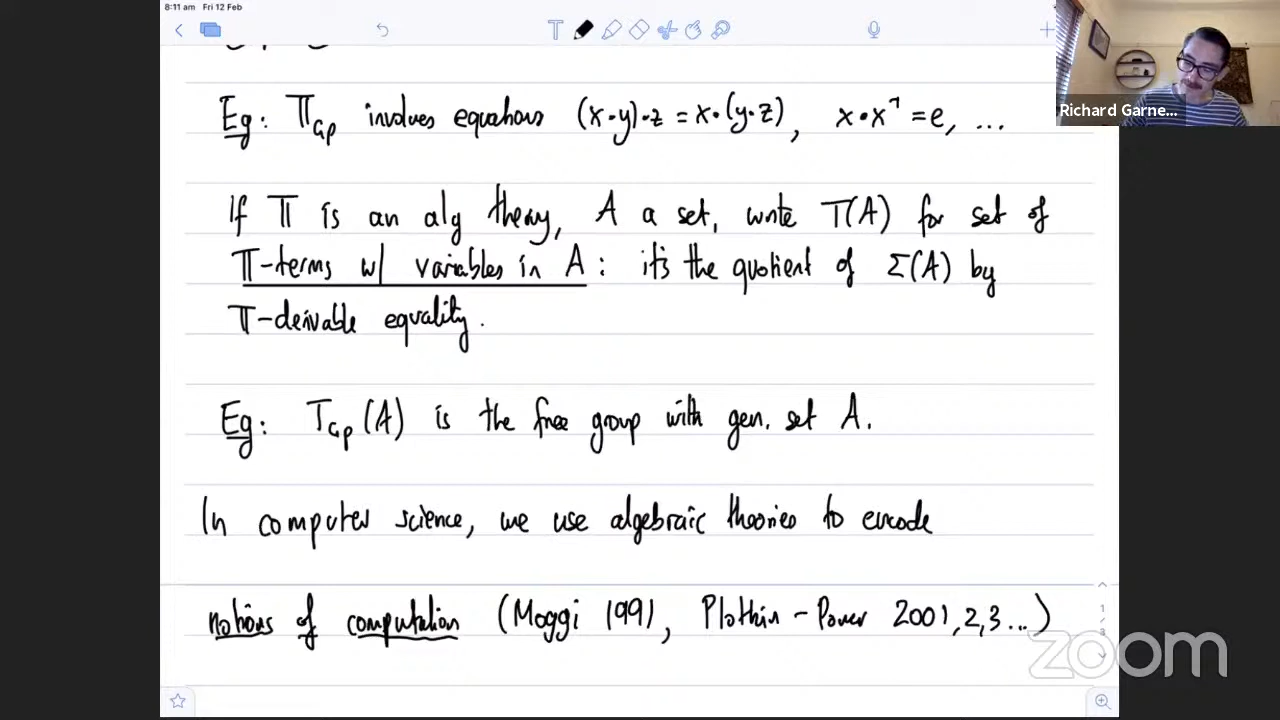 8:11 am Fri 12 Feb
Richard Garne...
Eg: 𝕋Gp involves equations (x·y)·z = x·(y·z), x·x⁻¹ = e, ...
If 𝕋 is an alg theory, A a set, write T(A) for set of
𝕋-terms w/ variables in A: it's the quotient of Σ(A) by
𝕋-derivable equality.
Eg: TGp(A) is the free group with gen. set A.
In computer science, we use algebraic theories to encode
notions of computation (Moggi 1991, Plotkin - Power 2001,2,3...)
zoom